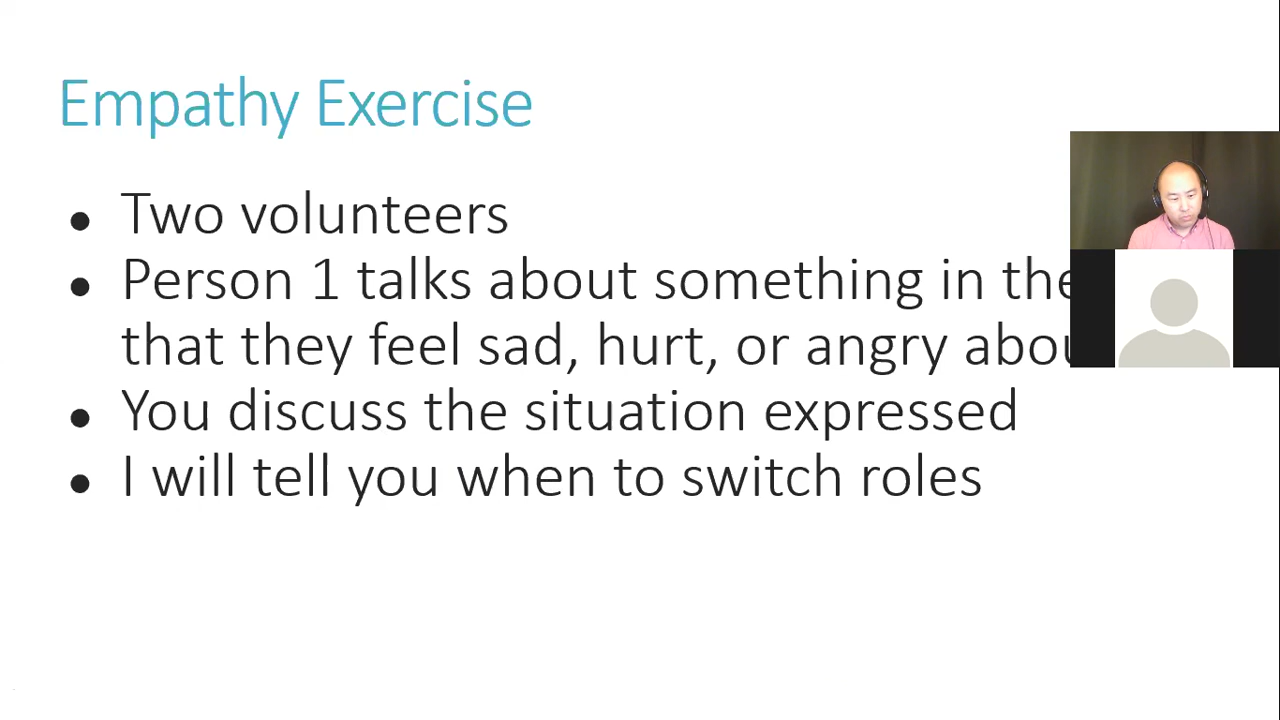 Empathy Exercise
● Two volunteers
● Person 1 talks about something in the
that they feel sad, hurt, or angry
● You discuss the situation expressed
● I will tell you when to switch roles